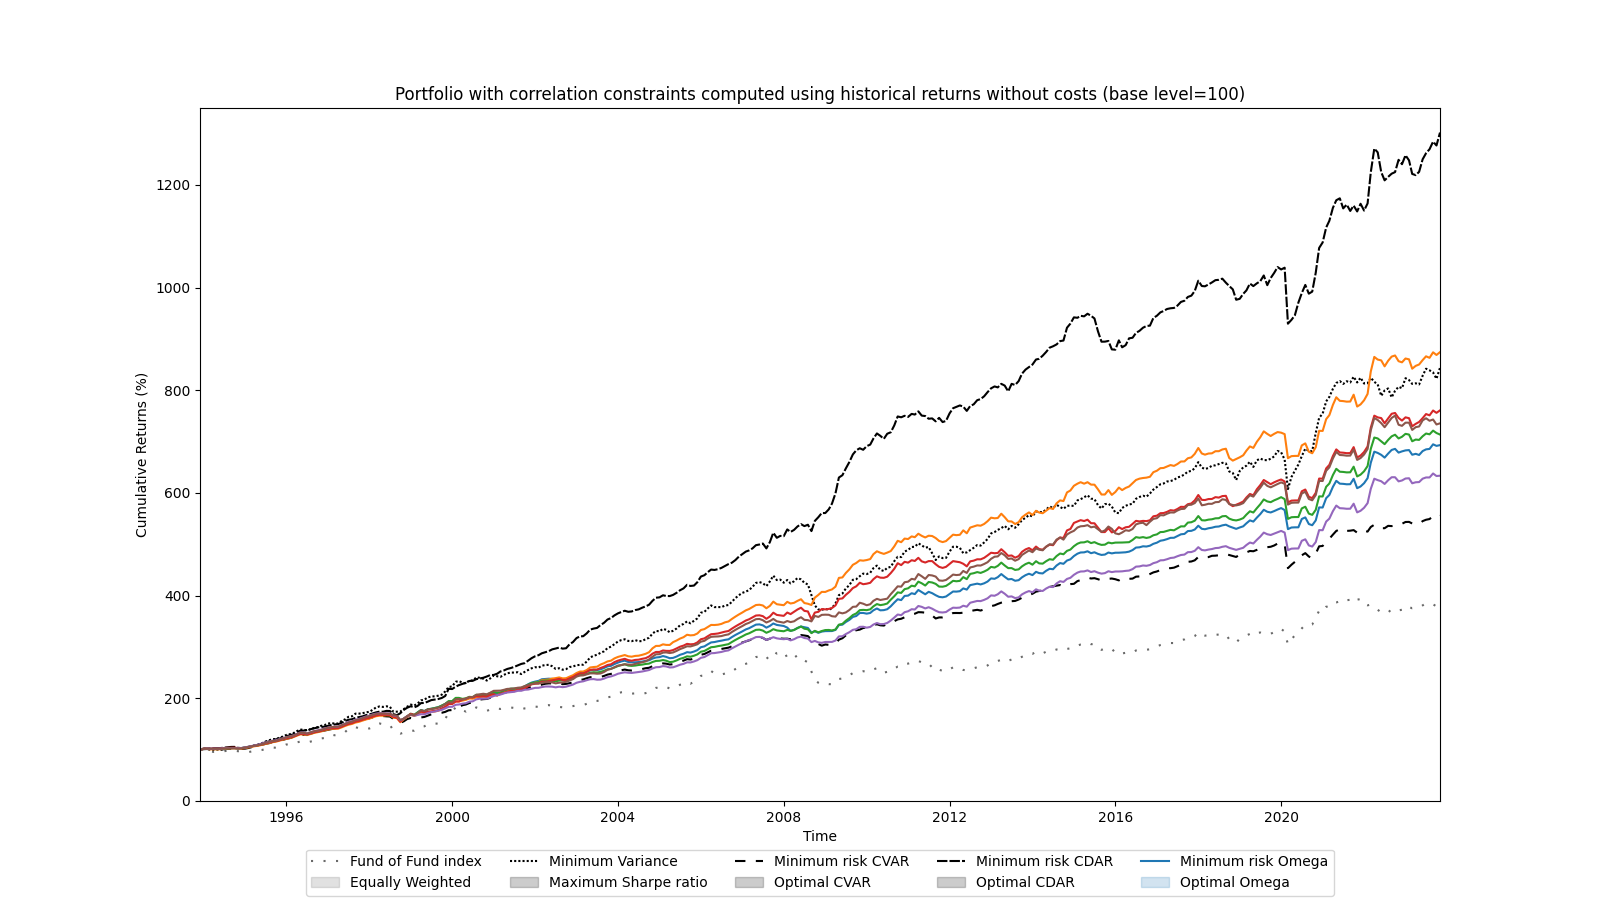 Portfolio with correlation constraints computed using historical returns without costs (base level=100)
Cumulative Returns (%)
1200
1000
800
600
400
200
0
1996 2000 2004 2008 2012 2016 2020
Time
Fund of Fund index Minimum Variance Minimum risk CVAR Minimum risk CDAR Minimum risk Omega
Equally Weighted Maximum Sharpe ratio Optimal CVAR Optimal CDAR Optimal Omega